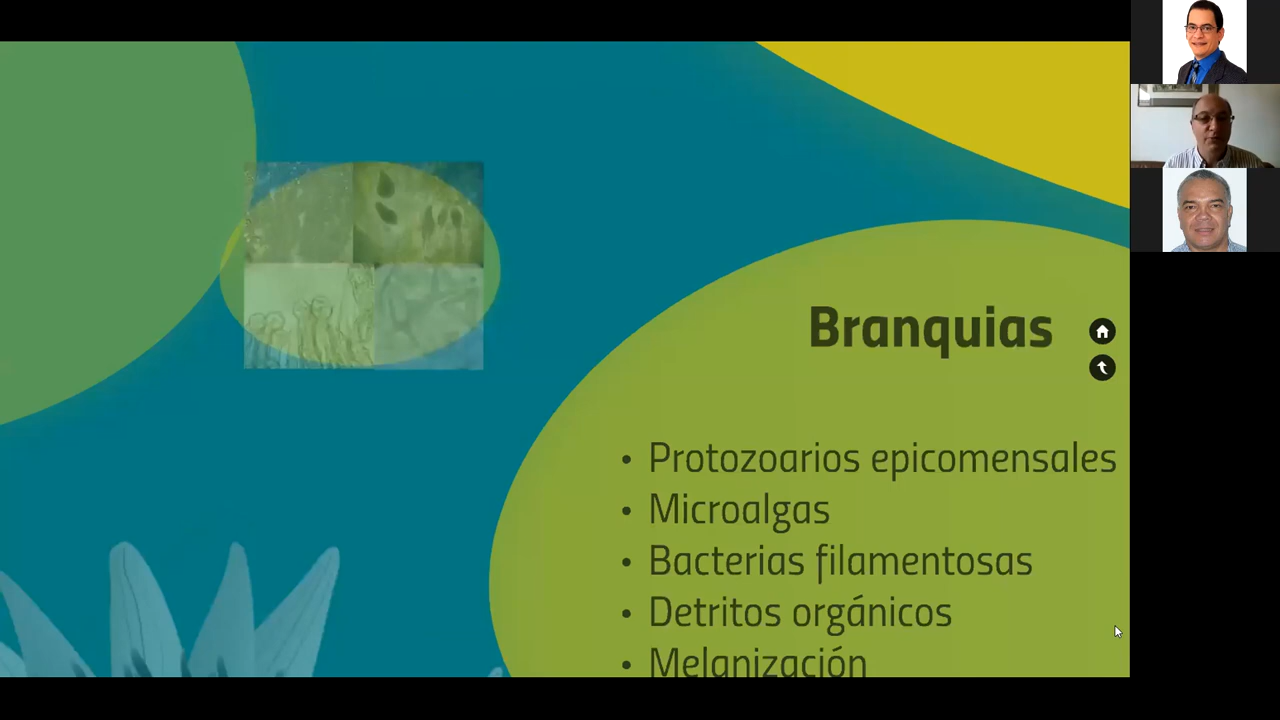 Branquias
• Protozoarios epicomensales
• Microalgas
• Bacterias filamentosas
• Detritos orgánicos
• Melanización